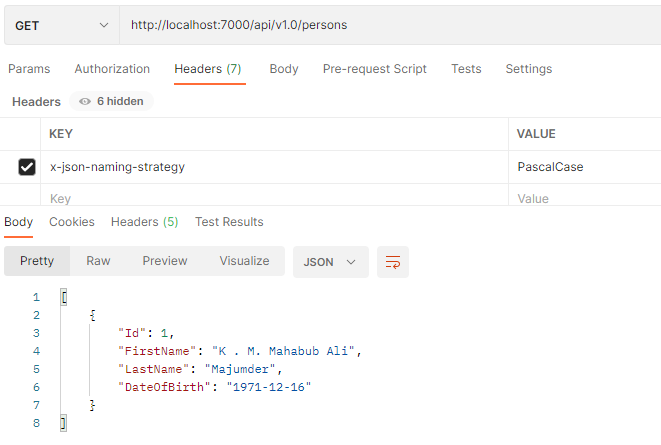 GET http://localhost:7000/api/v1.0/persons
Params Authorization Headers (7) Body Pre-request Script Tests Settings
Headers 6 hidden
KEY VALUE
x-json-naming-strategy PascalCase
Key Value
Body Cookies Headers (5) Test Results
Pretty Raw Preview Visualize JSON
1 [
2 {
3 "Id": 1,
4 "FirstName": "K . M. Mahabub Ali",
5 "LastName": "Majumder",
6 "DateOfBirth": "1971-12-16"
7 }
8 ]